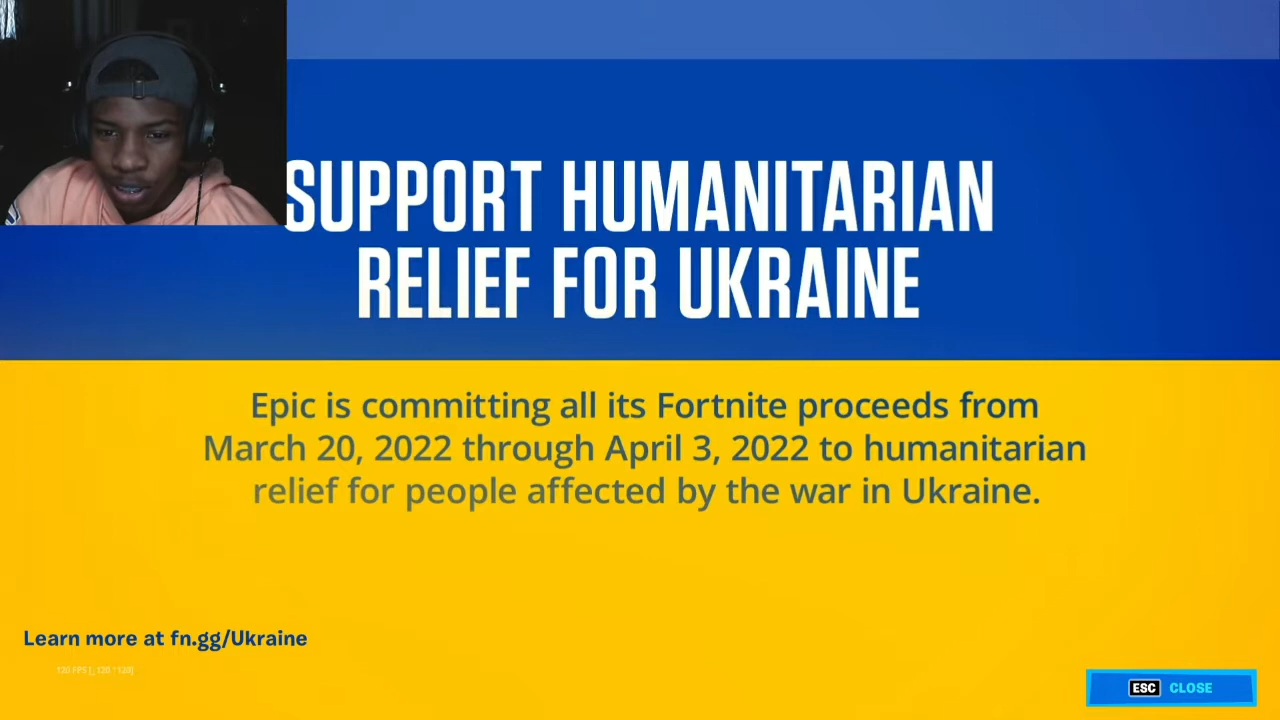 SUPPORT HUMANITARIAN
RELIEF FOR UKRAINE
Epic is committing all its Fortnite proceeds from
March 20, 2022 through April 3, 2022 to humanitarian
relief for people affected by the war in Ukraine.
Learn more at fn.gg/Ukraine
120 FPS
ESC CLOSE